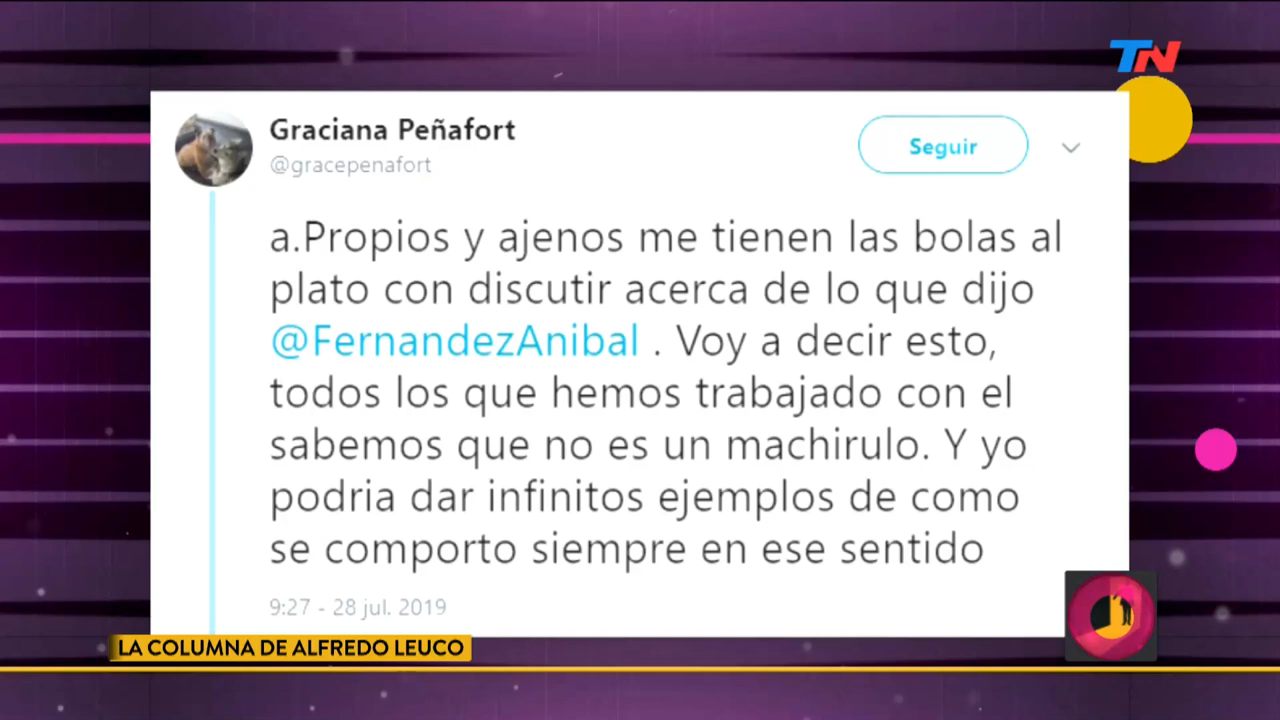 TN
Graciana Peñafort
@gracepenafort
Seguir
a.Propios y ajenos me tienen las bolas al
plato con discutir acerca de lo que dijo
@FernandezAnibal . Voy a decir esto,
todos los que hemos trabajado con el
sabemos que no es un machirulo. Y yo
podria dar infinitos ejemplos de como
se comporto siempre en ese sentido
9:27 - 28 jul. 2019
LA COLUMNA DE ALFREDO LEUCO